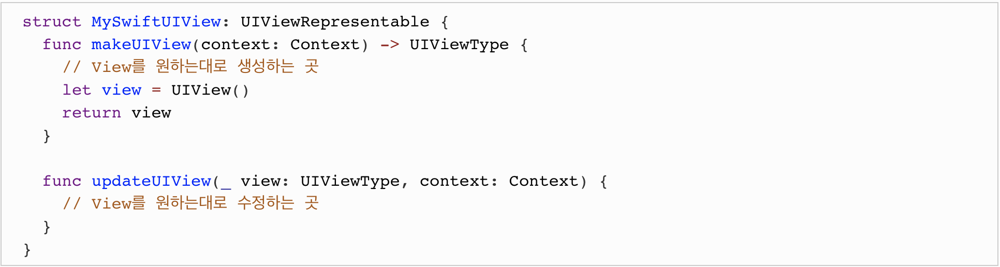 struct MySwiftUIView: UIViewRepresentable {
  func makeUIView(context: Context) -> UIViewType {
    // View를 원하는대로 생성하는 곳
    let view = UIView()
    return view
  }

  func updateUIView(_ view: UIViewType, context: Context) {
    // View를 원하는대로 수정하는 곳
  }
}